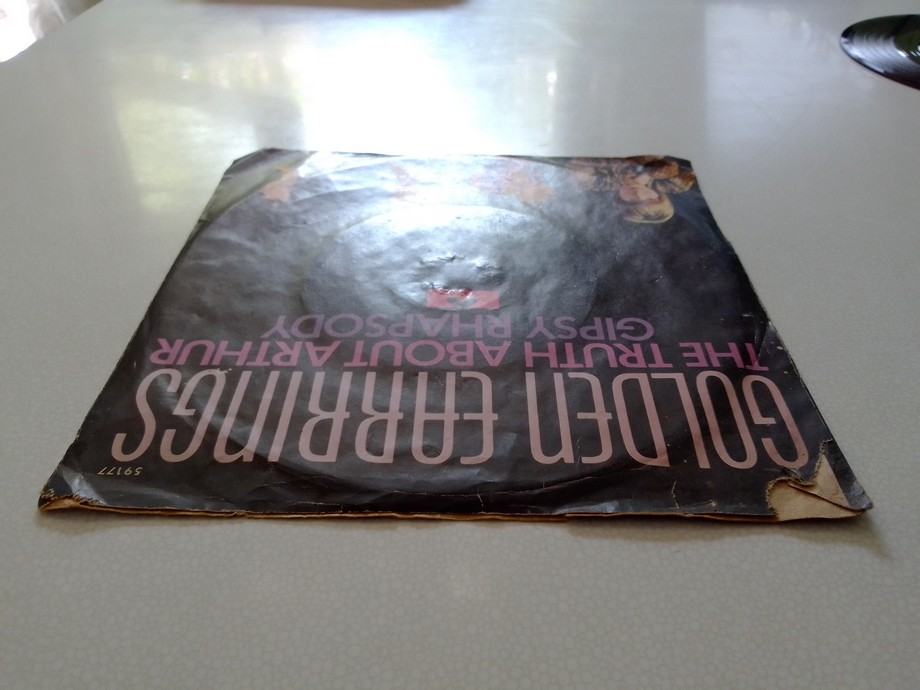 59177
GOLDEN EARRINGS
THE TRUTH ABOUT ARTHUR
GIPSY RHAPSODY